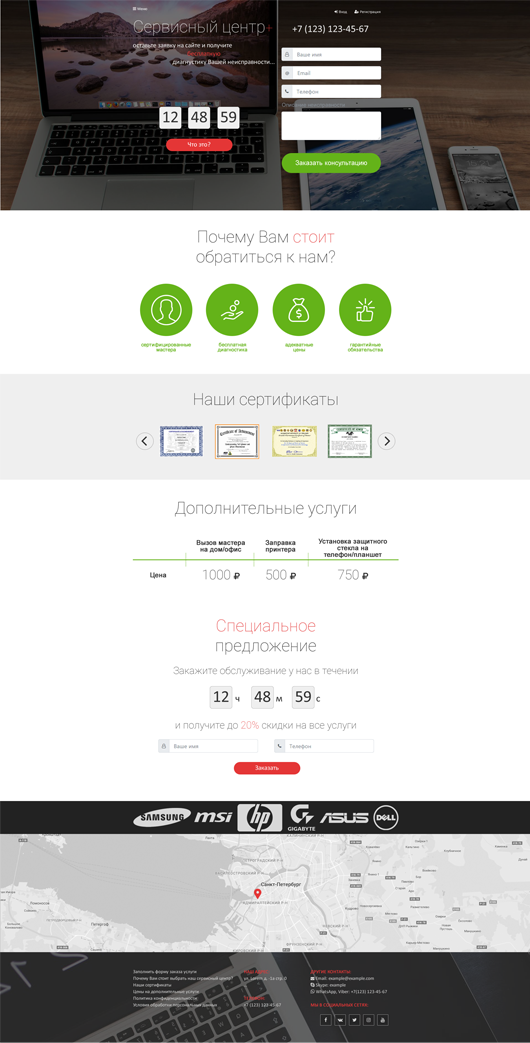 Меню
Вход
Регистрация
Сервисный центр+
+7 (123) 123-45-67
оставьте заявку на сайте и получите
бесплатную
диагностику Вашей неисправности...
Ваше имя
Email
Телефон
12 48 59
Что это?
Заказать консультацию
Почему Вам стоит
обратиться к нам?
сертифицированные
мастера
бесплатная
диагностика
адекватные
цены
гарантийные
обязательства
Наши сертификаты
Дополнительные услуги
Вызов мастера
на дом/офис
Заправка
принтера
Установка защитного
стекла на
телефон/планшет
Цена
1000 ₽
500 ₽
750 ₽
Специальное
предложение
Закажите обслуживание у нас в течении
12 ч 48 м 59 с
и получите до 20% скидки на все услуги
Ваше имя
Телефон
Заказать
SAMSUNG
msi
hp
GIGABYTE
ASUS
DELL
Санкт-Петербург
Заполнить форму заказа услуги
Почему Вам стоит выбрать наш сервисный центр?
Наши сертификаты
Цены на дополнительный услуги
Политика конфиденциальности
Условия обработки персональных данных
+7 (123) 123-45-67
ДРУГИЕ КОНТАКТЫ:
Email: example@example.com
Skype: example
WhatsApp, Viber: +7(123) 123-45-67
МЫ В СОЦИАЛЬНЫХ СЕТЯХ: